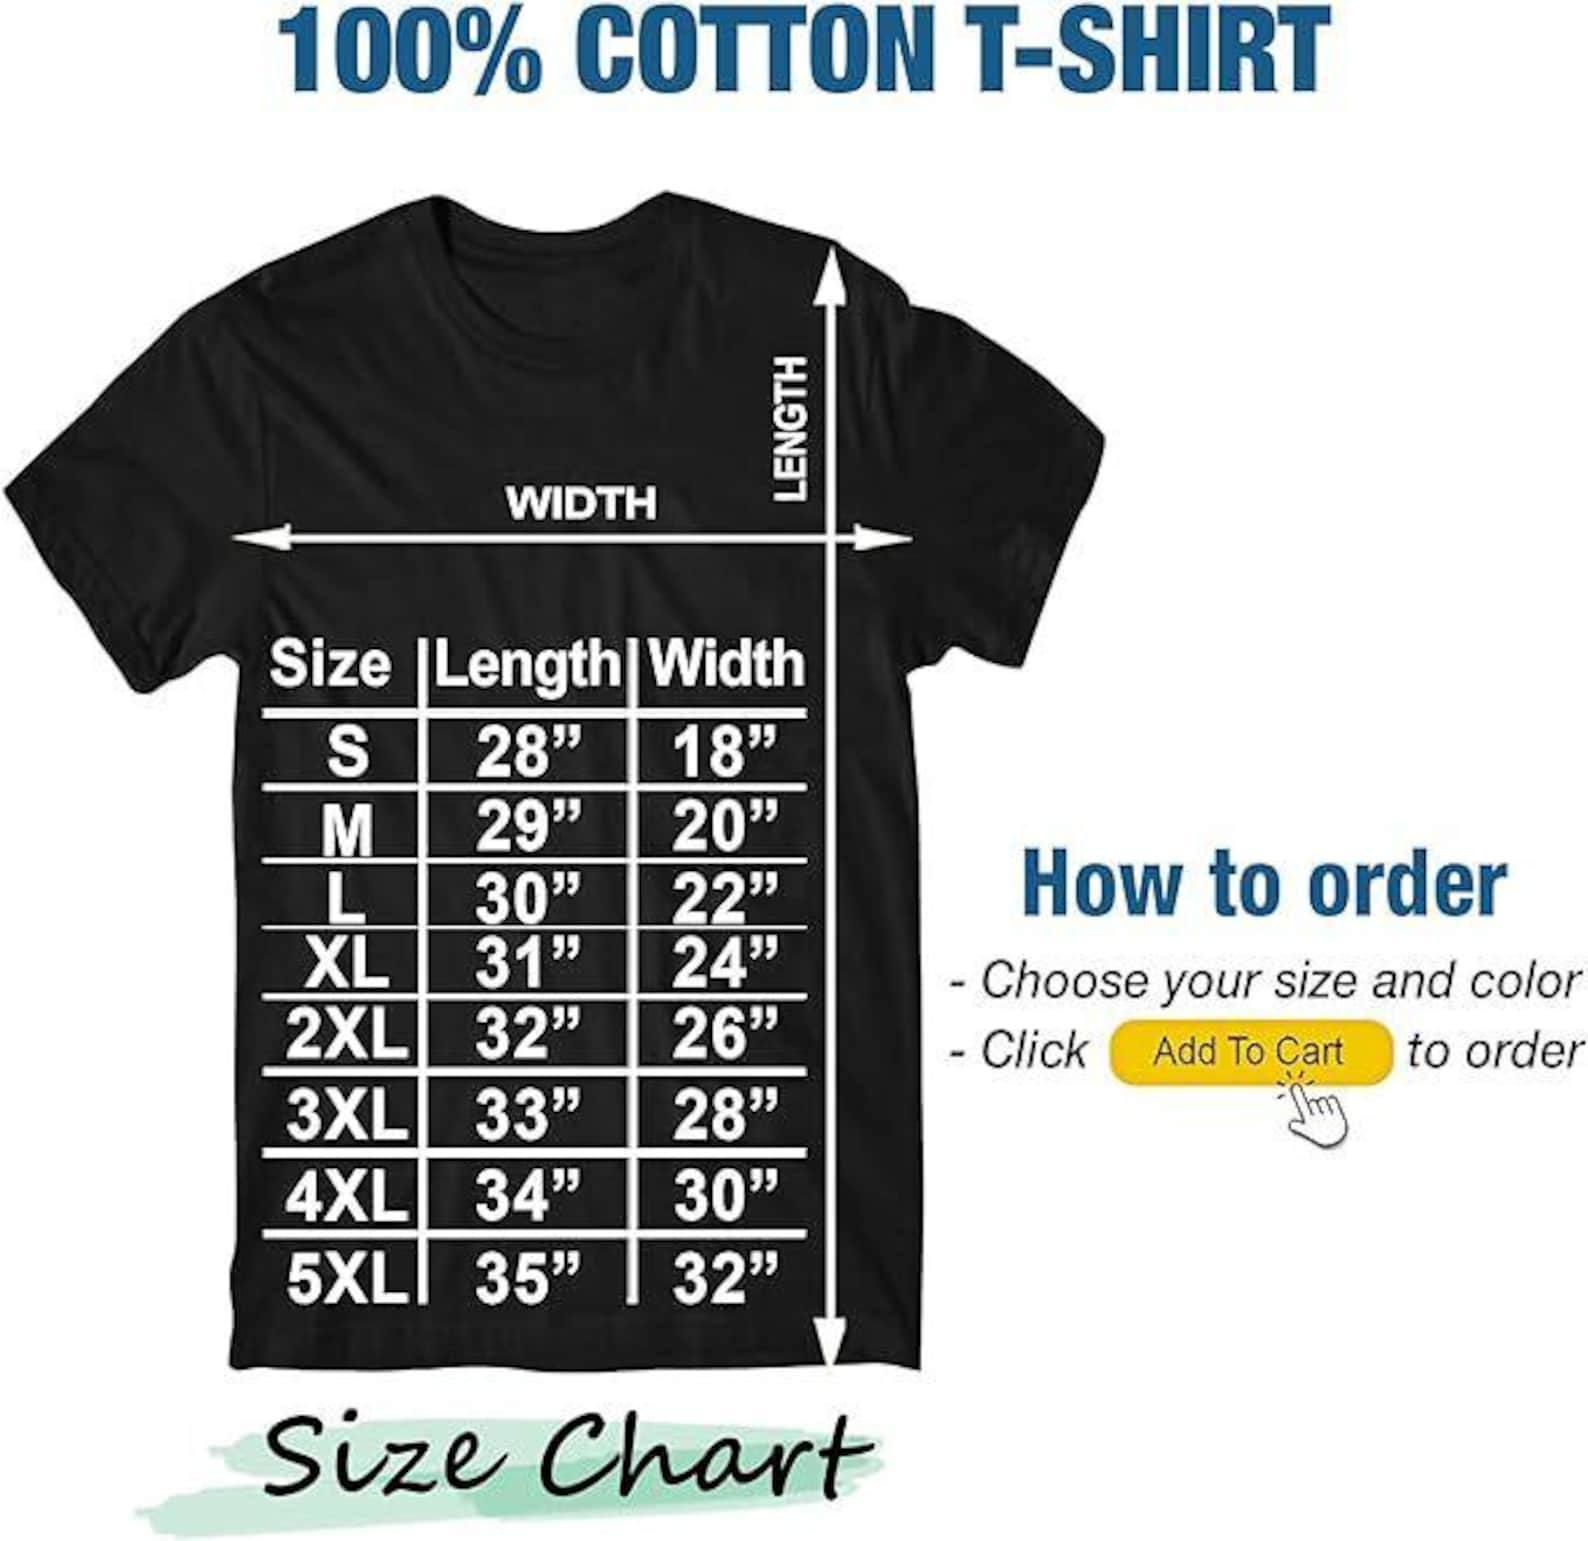 100% COTTON T-SHIRT
LENGTH
WIDTH
Size Length Width
S 28” 18”
M 29” 20”
L 30” 22”
XL 31” 24”
2XL 32” 26”
3XL 33” 28”
4XL 34” 30”
5XL 35” 32”
How to order
- Choose your size and color
- Click Add To Cart to order
Size Chart